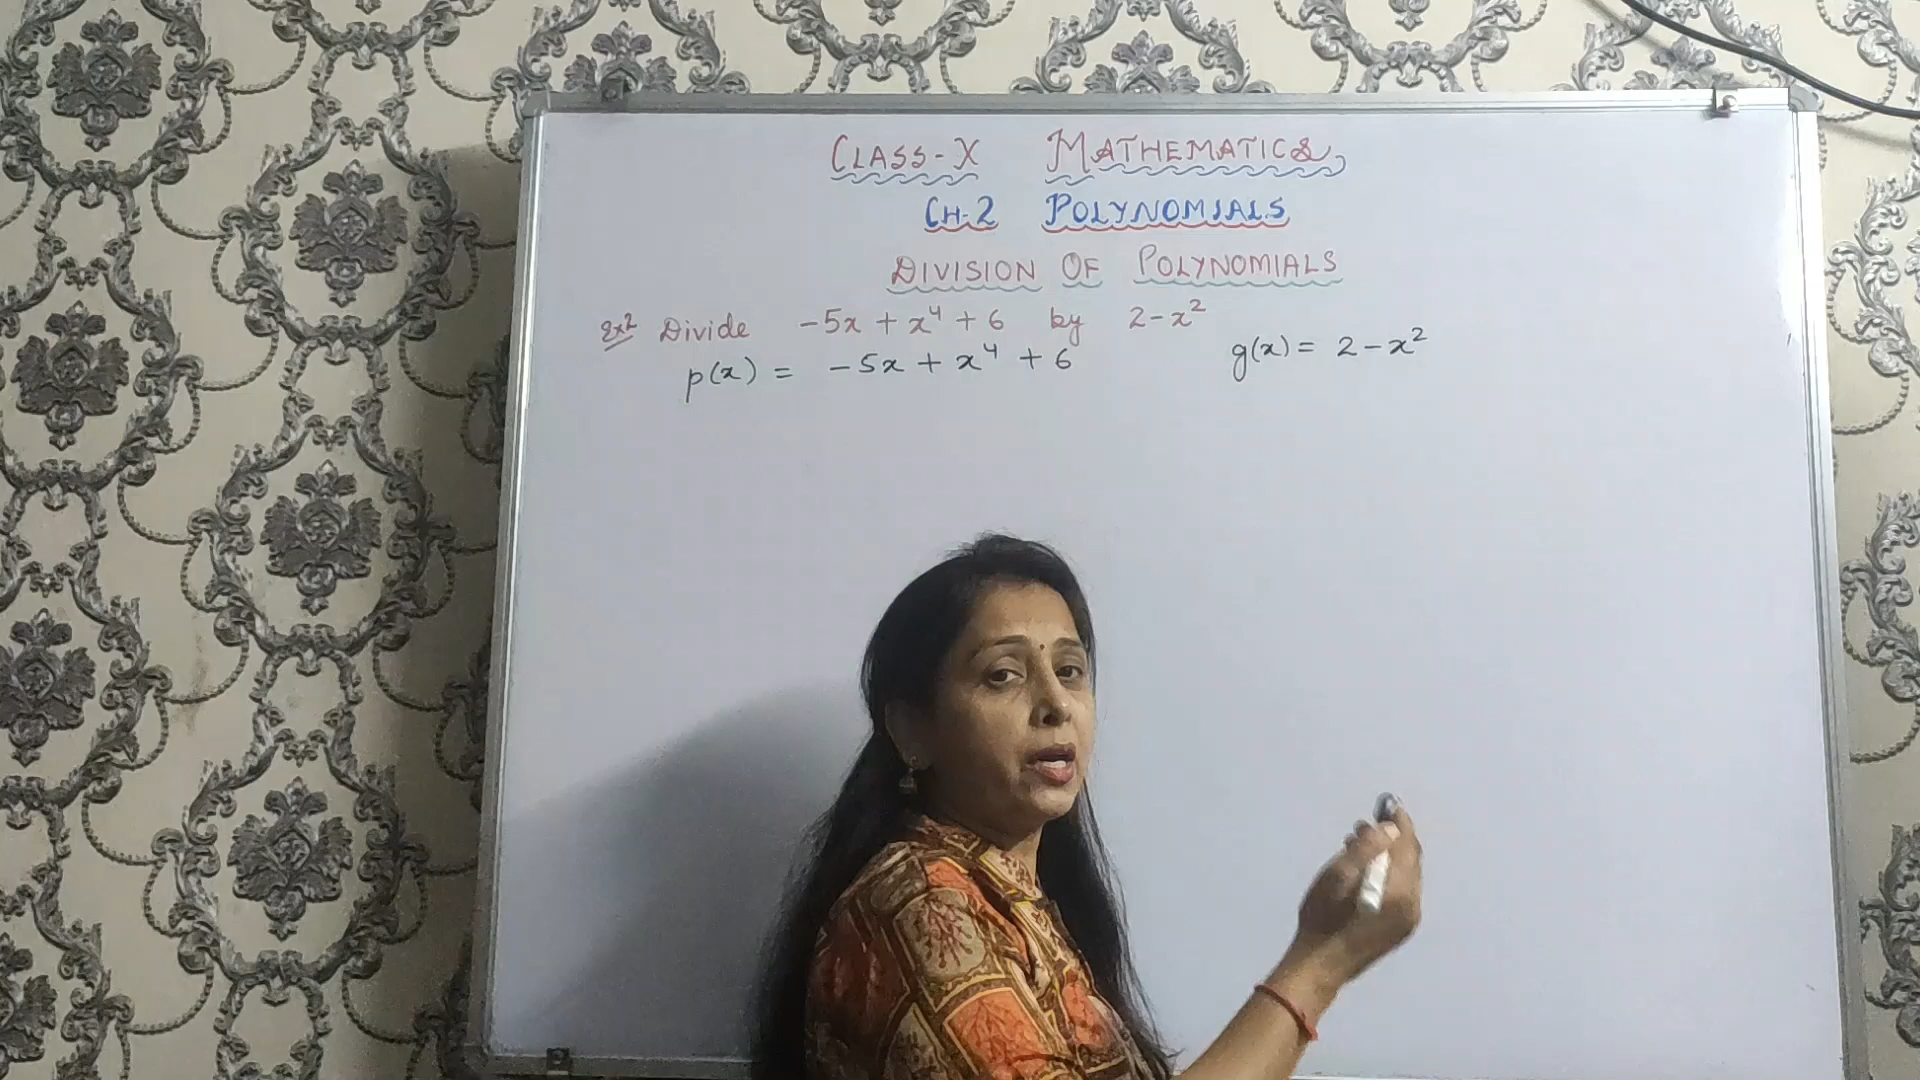 CLASS-X MATHEMATICS
CH-2 POLYNOMIALS
DIVISION OF POLYNOMIALS
Ex2 Divide -5x + x⁴ + 6 by 2-x²
p(x) = -5x + x⁴ + 6 g(x) = 2-x²